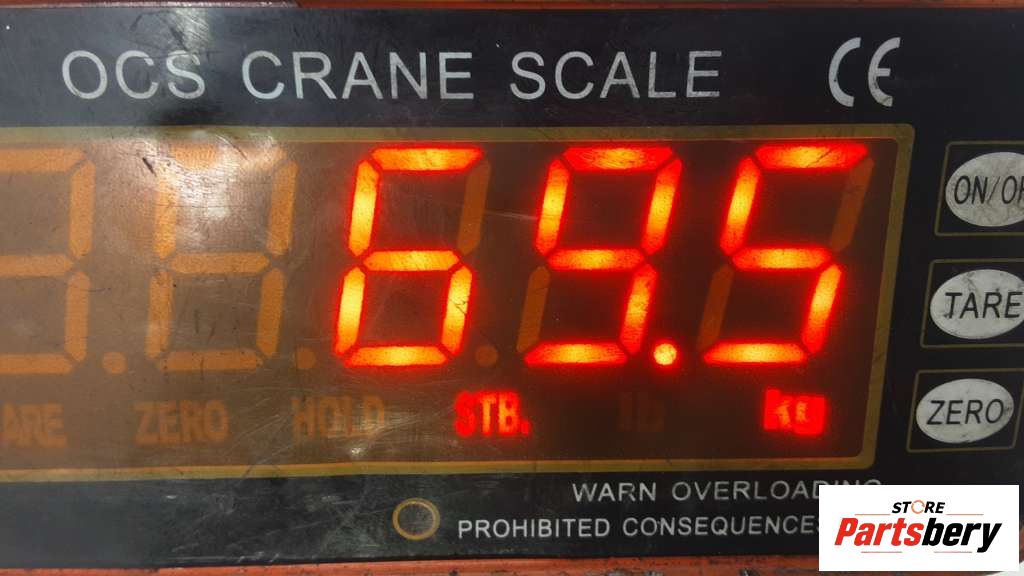 OCS CRANE SCALE CE
69.5
ON/OF
TARE
ARE ZERO HOLD STB. lb kg
ZERO
WARN OVERLOADING
PROHIBITED CONSEQUENCES
STORE
Partsbery